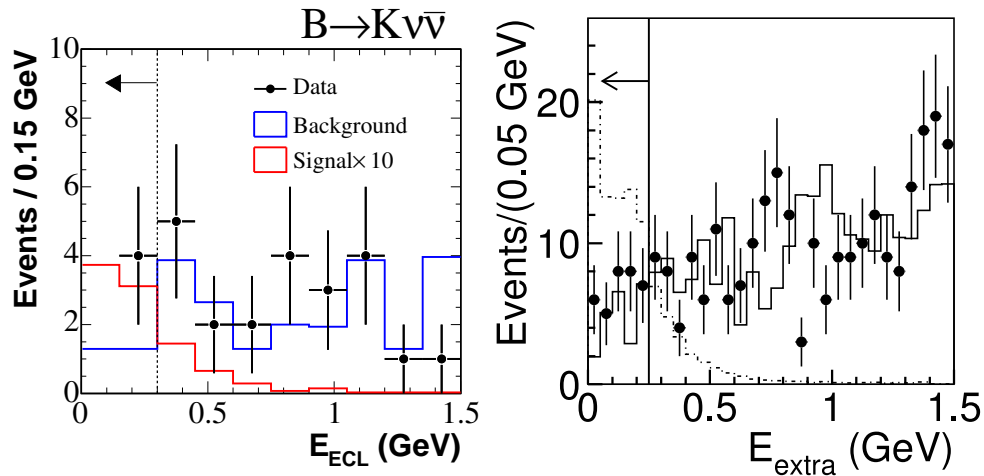 B→Kνν̄
Events / 0.15 GeV
10
8
6
4
2
0
Data
Background
Signal× 10
0 0.5 1 1.5
E_ECL (GeV)
Events/(0.05 GeV)
20
10
0
0.5 1 1.5
E_extra (GeV)